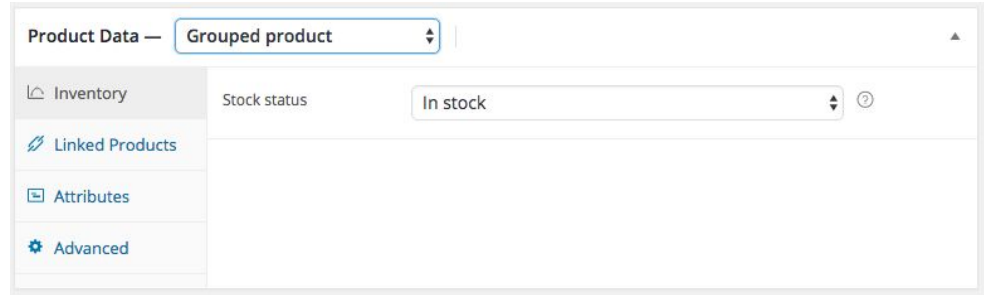 Product Data — Grouped product
Inventory
Stock status
In stock
Linked Products
Attributes
Advanced